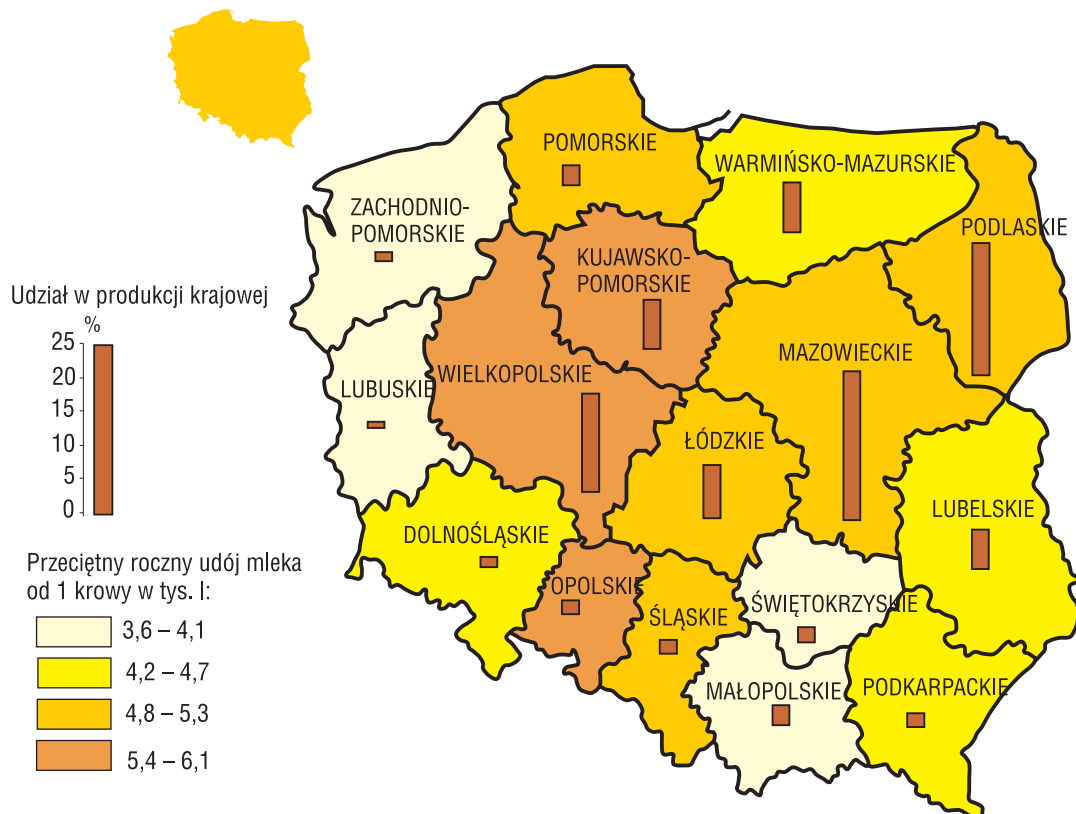 POMORSKIE
WARMIŃSKO-MAZURSKIE
ZACHODNIO-
POMORSKIE
PODLASKIE
KUJAWSKO-
POMORSKIE
Udział w produkcji krajowej
%
25
20
15
10
5
0
MAZOWIECKIE
WIELKOPOLSKIE
LUBUSKIE
ŁÓDZKIE
LUBELSKIE
DOLNOŚLĄSKIE
OPOLSKIE
ŚLĄSKIE
ŚWIĘTOKRZYSKIE
MAŁOPOLSKIE
PODKARPACKIE
Przeciętny roczny udój mleka
od 1 krowy w tys. l:
3,6 – 4,1
4,2 – 4,7
4,8 – 5,3
5,4 – 6,1